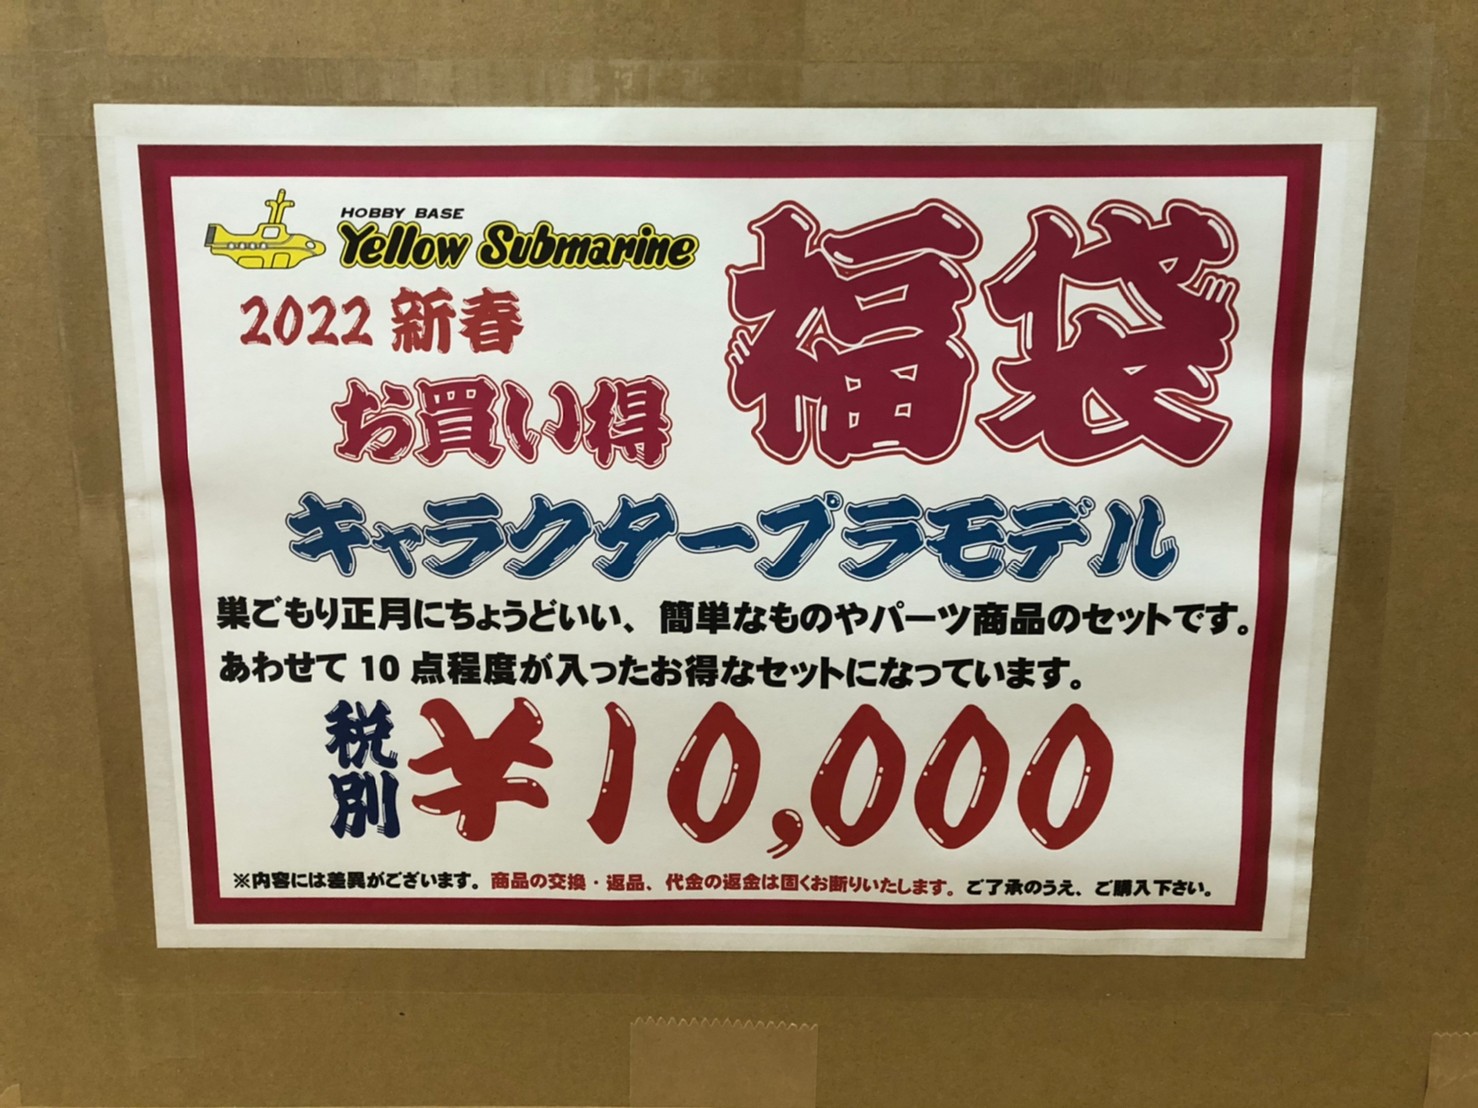 HOBBY BASE
Yellow Submarine
福袋
2022 新春
お買い得
キャラクタープラモデル
巣ごもり正月にちょうどいい、簡単なものやパーツ商品のセットです。
あわせて 10 点程度が入ったお得なセットになっています。
税別 ¥10,000
※内容には差異がございます。商品の交換・返品、代金の返金は固くお断りいたします。ご了承のうえ、ご購入下さい。